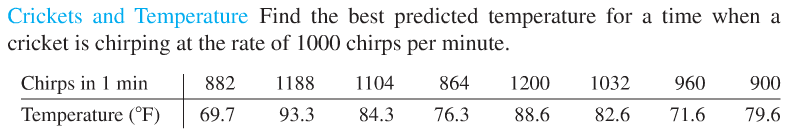 Crickets and Temperature Find the best predicted temperature for a time when a
cricket is chirping at the rate of 1000 chirps per minute.
Chirps in 1 min 882 1188 1104 864 1200 1032 960 900
Temperature (°F) 69.7 93.3 84.3 76.3 88.6 82.6 71.6 79.6